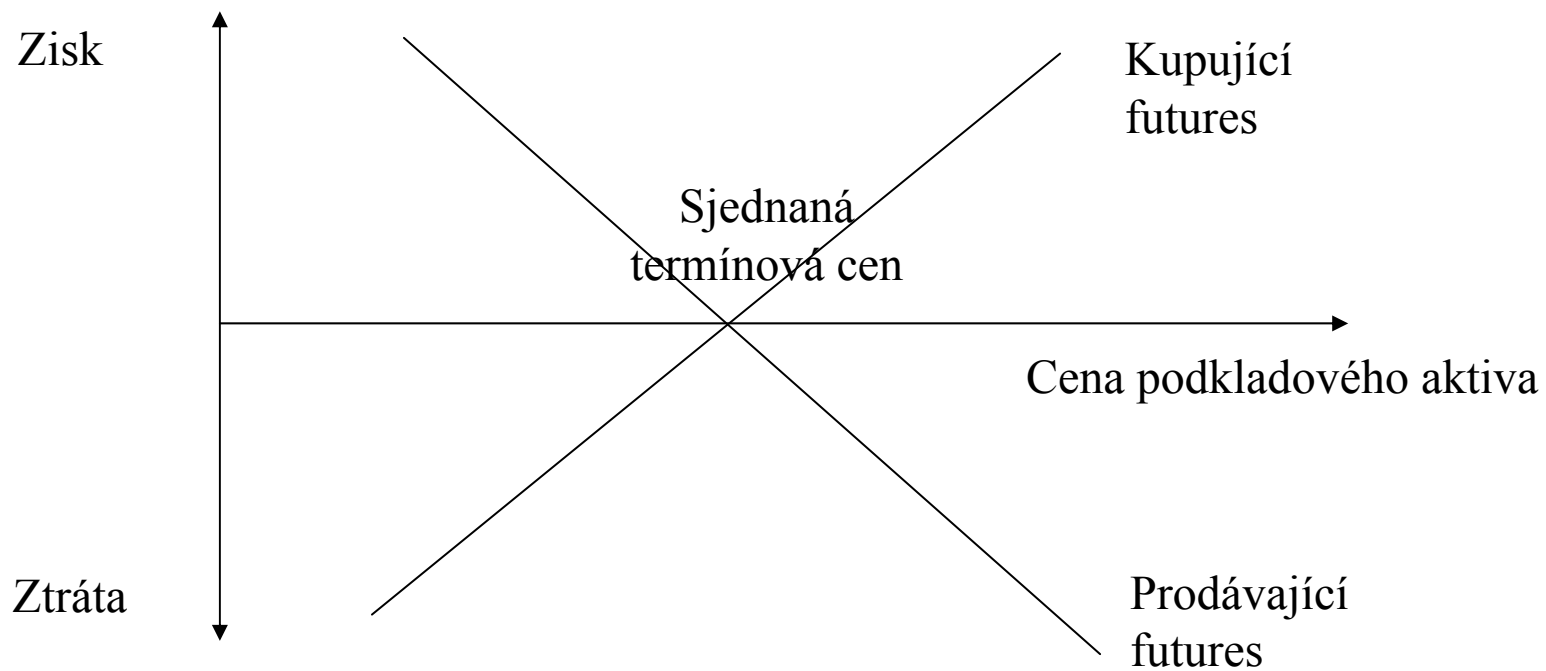 Zisk
Kupující
futures
Sjednaná
termínová cen
Cena podkladového aktiva
Ztráta
Prodávající
futures